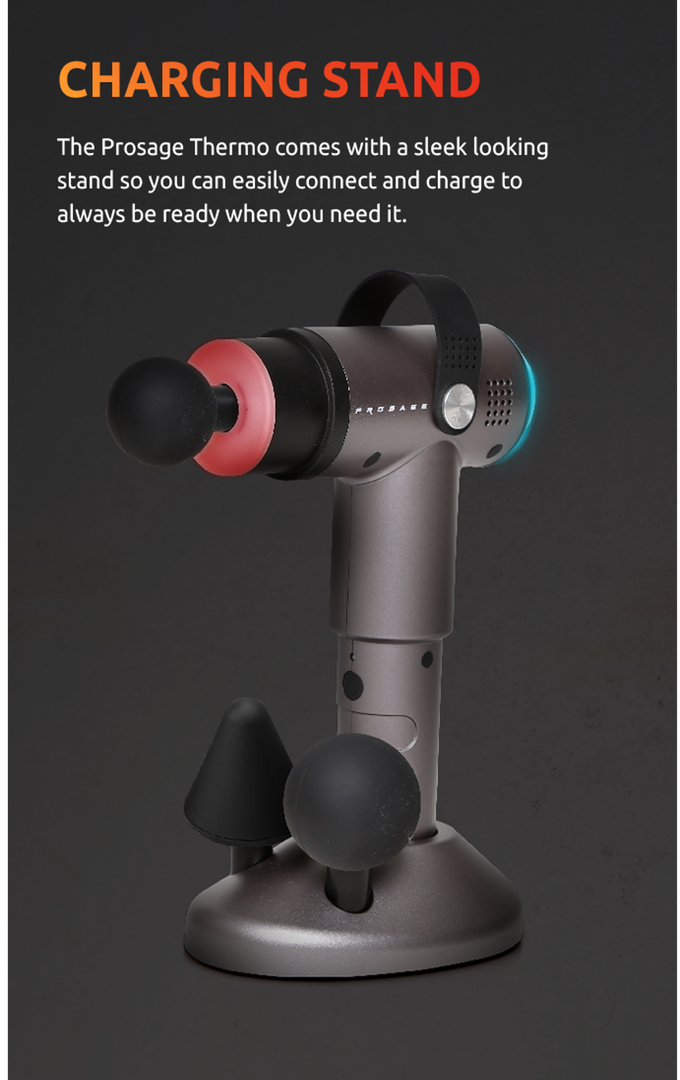 CHARGING STAND
The Prosage Thermo comes with a sleek looking
stand so you can easily connect and charge to
always be ready when you need it.
PROSAGE